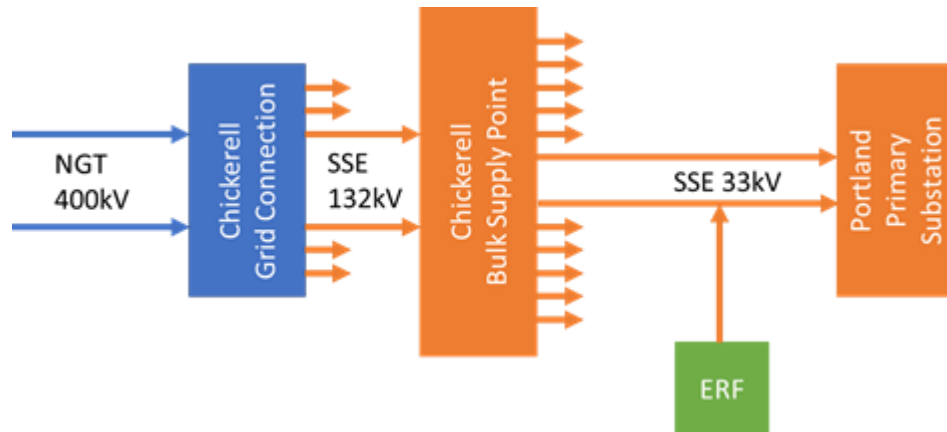 NGT
400kV
Chickerell
Grid Connection
SSE
132kV
Chickerell
Bulk Supply Point
SSE 33kV
Portland
Primary
Substation
ERF